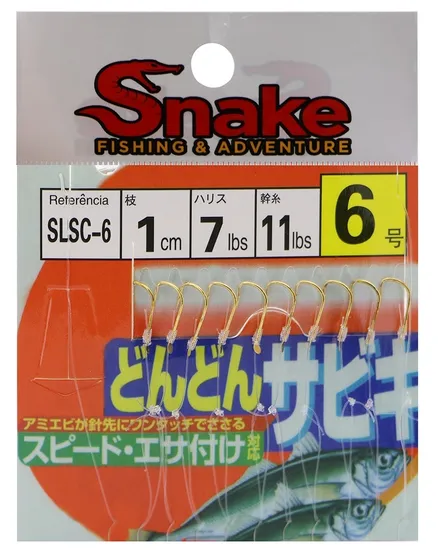 Snake
FISHING & ADVENTURE
Referência
SLSC-6
枝
1cm
ハリス
7lbs
幹糸
11lbs
6号
どんどんサビキ
アミエビが針先にワンタッチでささる
スピード・エサ付け対応